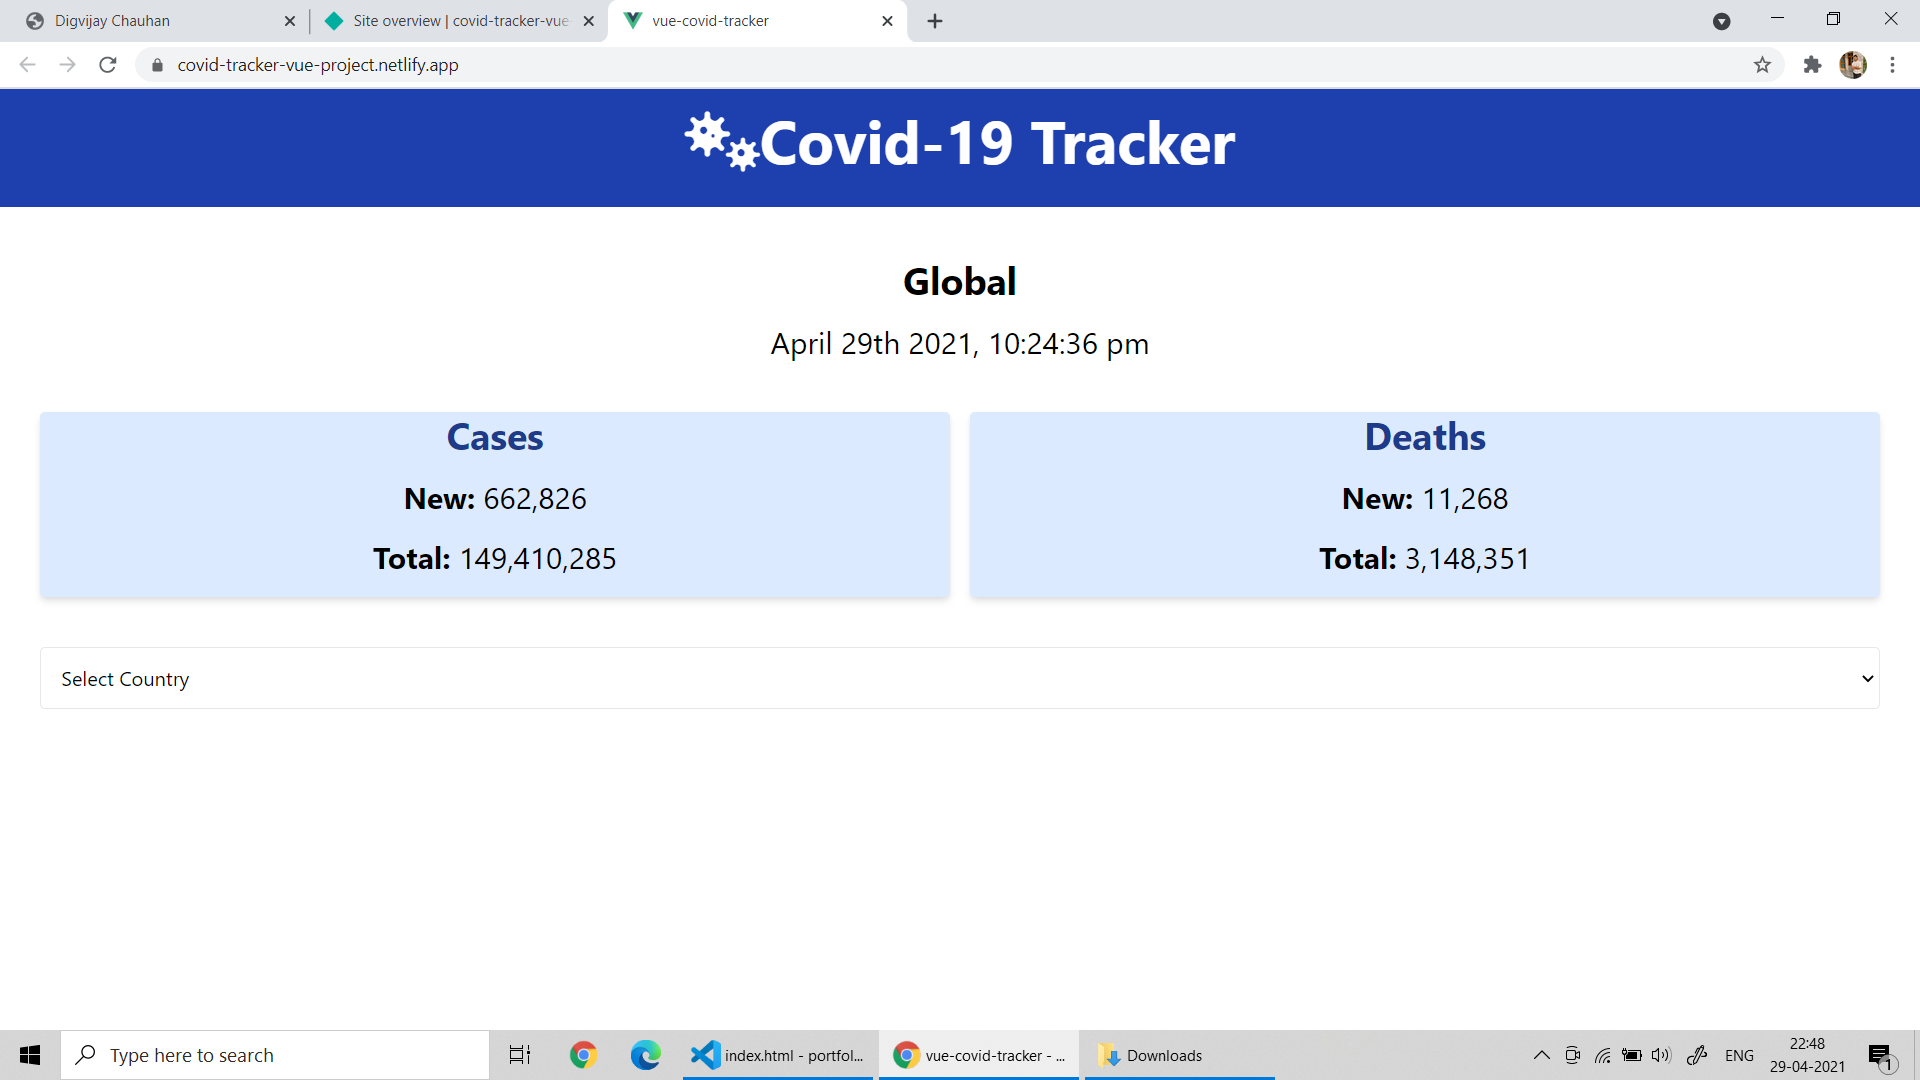 Digvijay Chauhan
Site overview | covid-tracker-vue
vue-covid-tracker
covid-tracker-vue-project.netlify.app
Covid-19 Tracker
Global
April 29th 2021, 10:24:36 pm
Cases
New: 662,826
Total: 149,410,285
Deaths
New: 11,268
Total: 3,148,351
Select Country
Type here to search
index.html - portfol...
vue-covid-tracker - ...
Downloads
ENG
22:48
29-04-2021
1